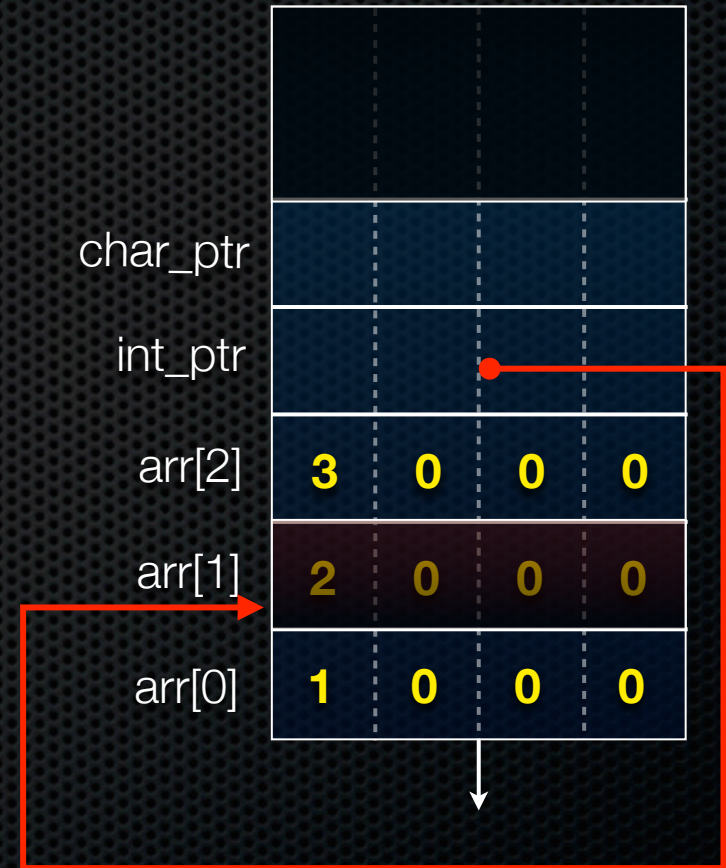 char_ptr
int_ptr
arr[2] 3 0 0 0
arr[1] 2 0 0 0
arr[0] 1 0 0 0